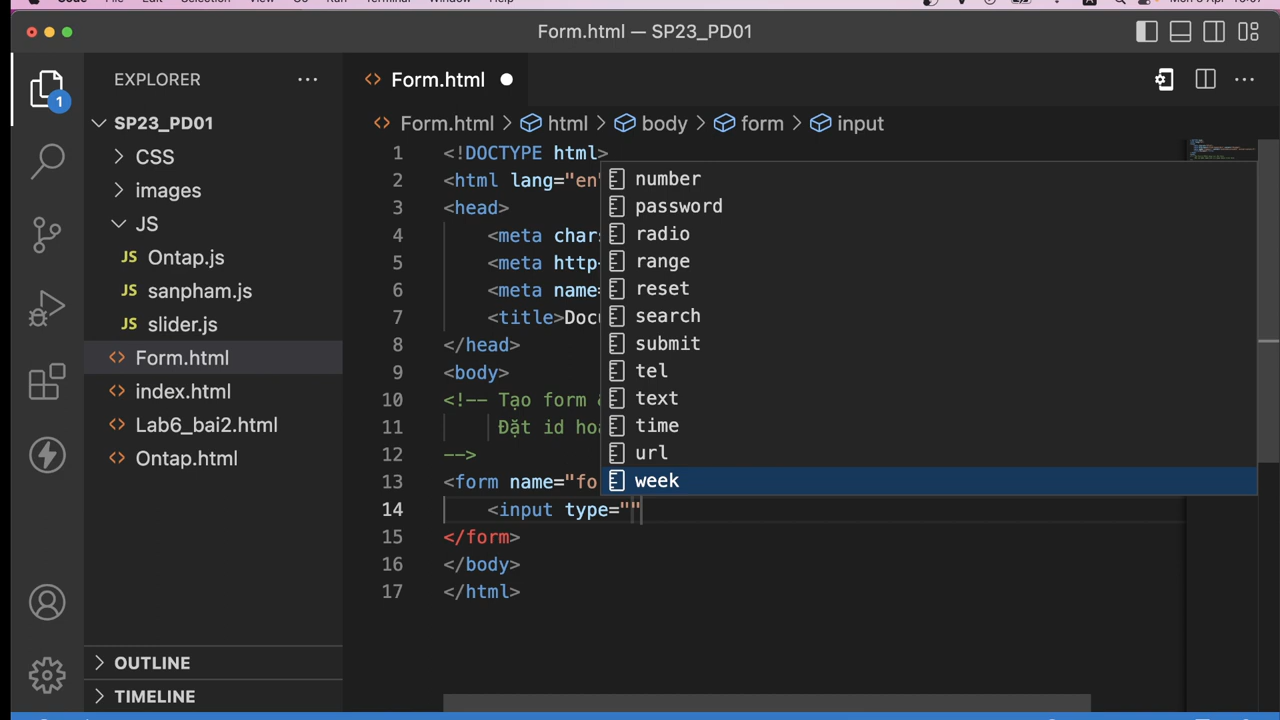 Form.html — SP23_PD01
EXPLORER
Form.html
1
SP23_PD01
CSS
images
JS
JS Ontap.js
JS sanpham.js
JS slider.js
Form.html
index.html
Lab6_bai2.html
Ontap.html
OUTLINE
TIMELINE
Form.html > html > body > form > input
1 <!DOCTYPE html>
2 <html lang="en"
3 <head>
4 <meta
5 <meta
6 <meta name=
7 <title>
8 </head>
9 <body>
10 <!-- Tạo form
11 Đặt id
12 -->
13 <form name="fo
14 <input type=""
15 </form>
16 </body>
17 </html>
number
password
radio
range
reset
search
submit
tel
text
time
url
week